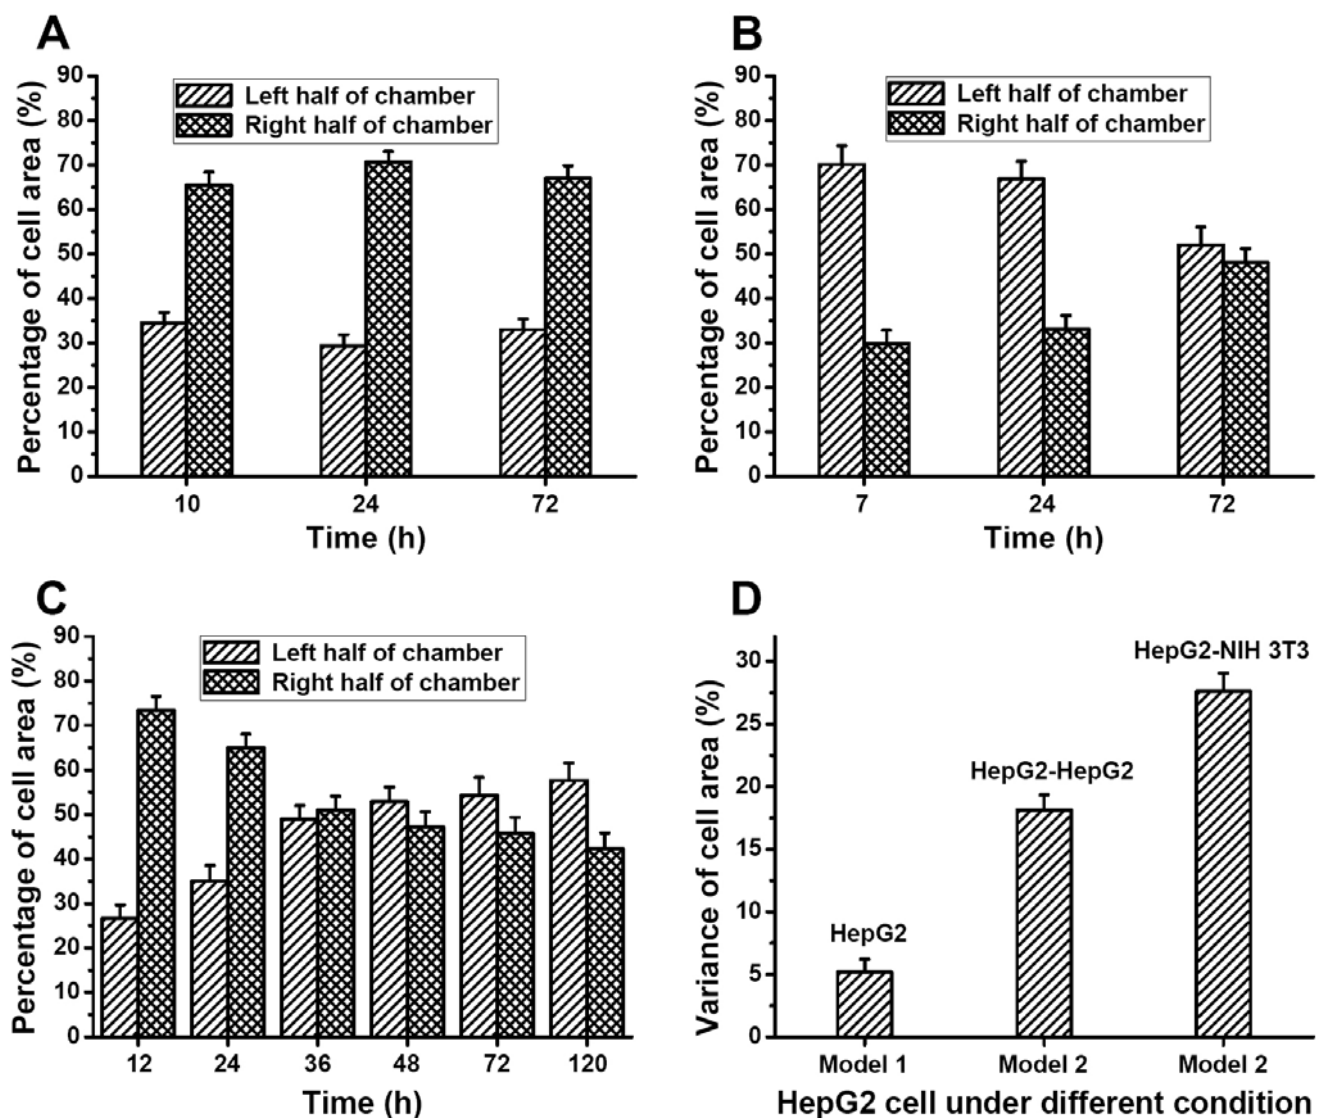 A
Percentage of cell area (%)
90
80
70
60
50
40
30
20
10
0
Left half of chamber
Right half of chamber
10 24 72
Time (h)
B
Percentage of cell area (%)
90
80
70
60
50
40
30
20
10
0
Left half of chamber
Right half of chamber
7 24 72
Time (h)
C
Percentage of cell area (%)
90
80
70
60
50
40
30
20
10
0
Left half of chamber
Right half of chamber
12 24 36 48 72 120
Time (h)
D
Variance of cell area (%)
30
25
20
15
10
5
0
HepG2
HepG2-HepG2
HepG2-NIH 3T3
Model 1 Model 2 Model 2
HepG2 cell under different condition